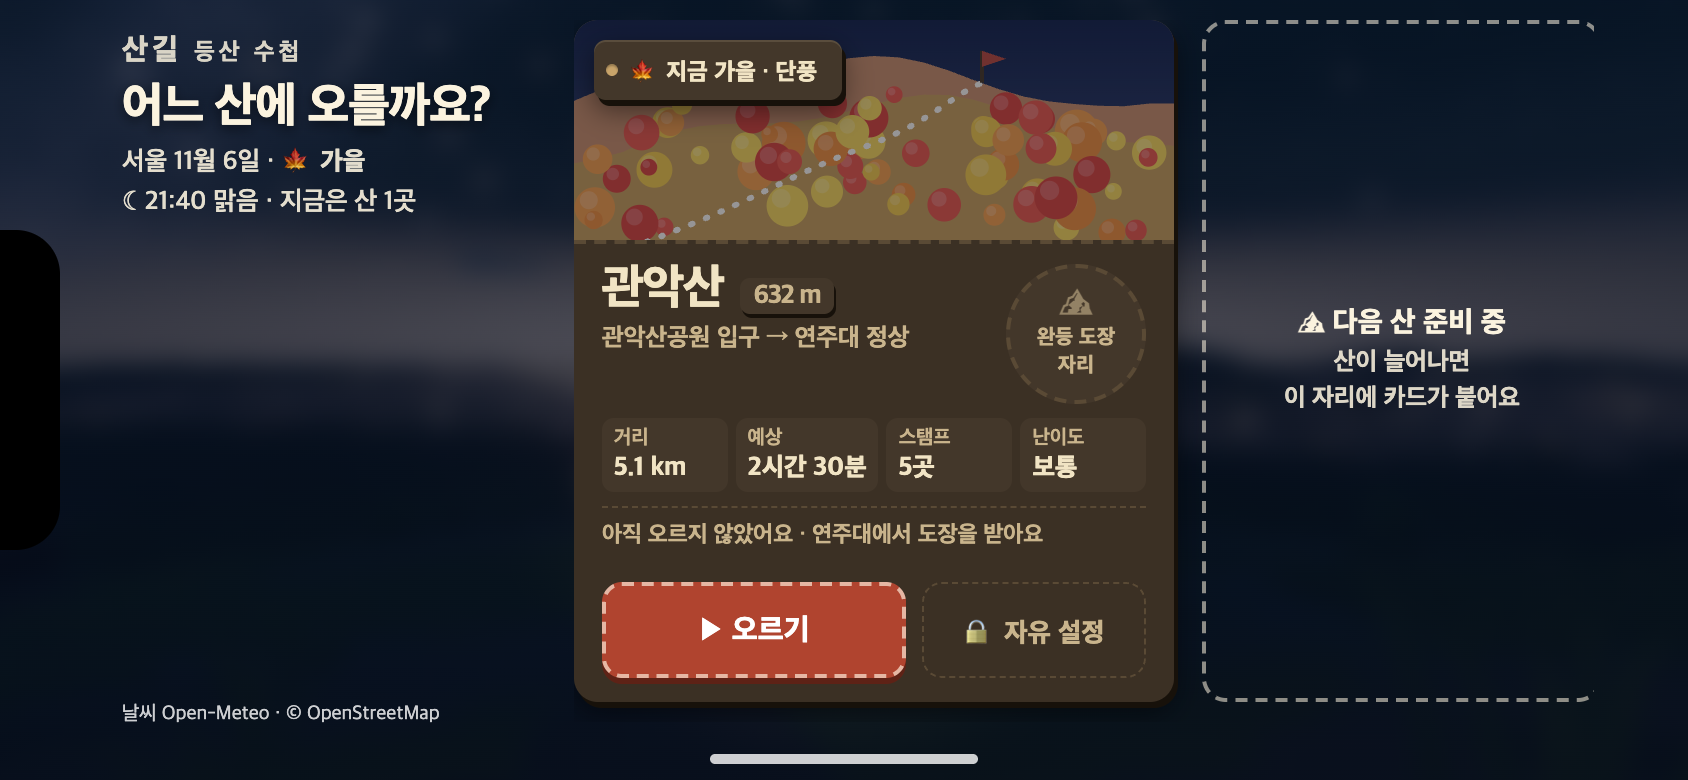 산길 등산 수첩
어느 산에 오를까요?
서울 11월 6일 · 🍁 가을
☾ 21:40 맑음 · 지금은 산 1곳
날씨 Open-Meteo · © OpenStreetMap
🍁 지금 가을 · 단풍
관악산 632 m
관악산공원 입구 → 연주대 정상
완등 도장
자리
거리
5.1 km
예상
2시간 30분
스탬프
5곳
난이도
보통
아직 오르지 않았어요 · 연주대에서 도장을 받아요
▶ 오르기
🔒 자유 설정
다음 산 준비 중
산이 늘어나면
이 자리에 카드가 붙어요